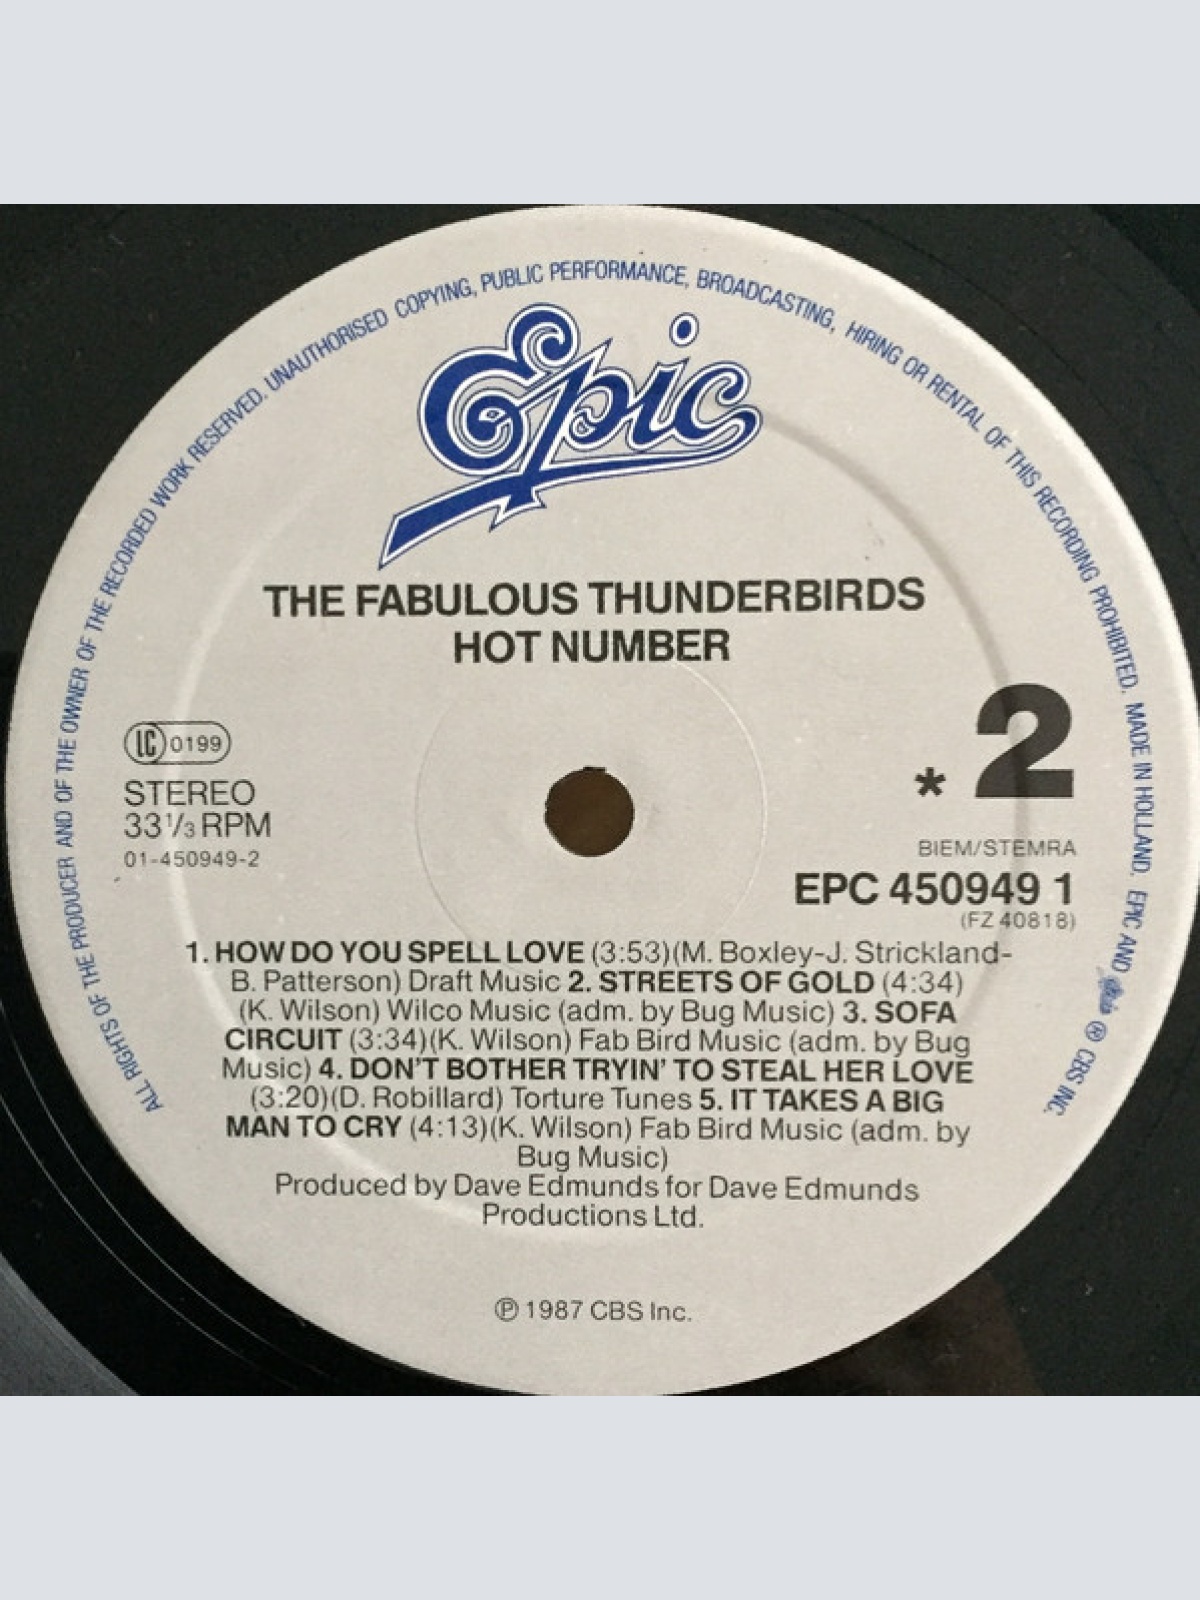 ALL RIGHTS OF THE PRODUCER AND OF THE OWNER OF THE RECORDED WORK RESERVED. UNAUTHORISED COPYING, PUBLIC PERFORMANCE, BROADCASTING, HIRING OR RENTAL OF THIS RECORDING PROHIBITED. MADE IN HOLLAND. EPIC AND Epic ® CBS INC.
Epic
THE FABULOUS THUNDERBIRDS
HOT NUMBER
LC 0199
STEREO
33 1/3 RPM
01-450949-2
* 2
BIEM/STEMRA
EPC 450949 1
(FZ 40818)
1. HOW DO YOU SPELL LOVE (3:53)(M. Boxley-J. Strickland-
B. Patterson) Draft Music 2. STREETS OF GOLD (4:34)
(K. Wilson) Wilco Music (adm. by Bug Music) 3. SOFA
CIRCUIT (3:34)(K. Wilson) Fab Bird Music (adm. by Bug
Music) 4. DON'T BOTHER TRYIN' TO STEAL HER LOVE
(3:20)(D. Robillard) Torture Tunes 5. IT TAKES A BIG
MAN TO CRY (4:13)(K. Wilson) Fab Bird Music (adm. by
Bug Music)
Produced by Dave Edmunds for Dave Edmunds
Productions Ltd.
℗ 1987 CBS Inc.